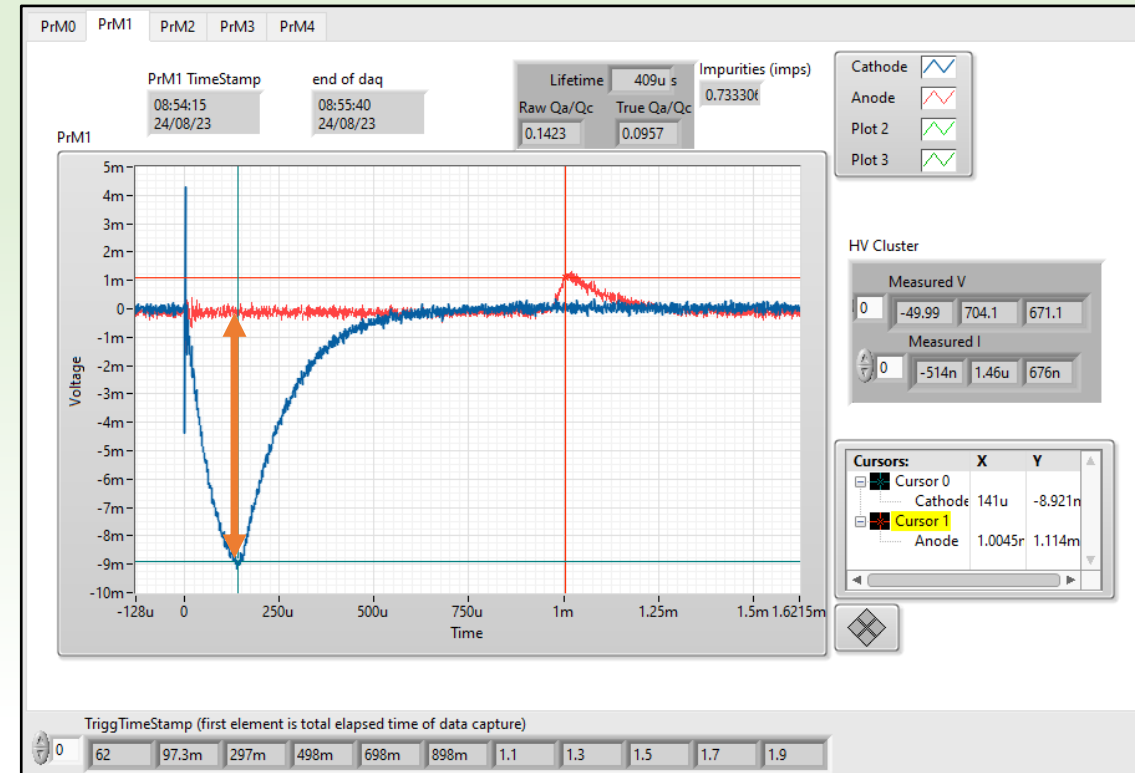 PrM0 PrM1 PrM2 PrM3 PrM4
PrM1 TimeStamp
08:54:15
24/08/23
end of daq
08:55:40
24/08/23
Lifetime 409u s
Raw Qa/Qc True Qa/Qc
0.1423 0.0957
Impurities (imps)
0.73330
Cathode
Anode
Plot 2
Plot 3
PrM1
5m
4m
3m
2m
1m
0
-1m
-2m
-3m
-4m
-5m
-6m
-7m
-8m
-9m
-10m
Voltage
-128u 0 250u 500u 750u 1m 1.25m 1.5m 1.6215m
Time
HV Cluster
Measured V
0 -49.99 704.1 671.1
Measured I
0 -514n 1.46u 676n
Cursors: X Y
Cursor 0
Cathode 141u -8.921
Cursor 1
Anode 1.0045 1.114m
TriggTimeStamp (first element is total elapsed time of data capture)
0 62 97.3m 297m 498m 698m 898m 1.1 1.3 1.5 1.7 1.9